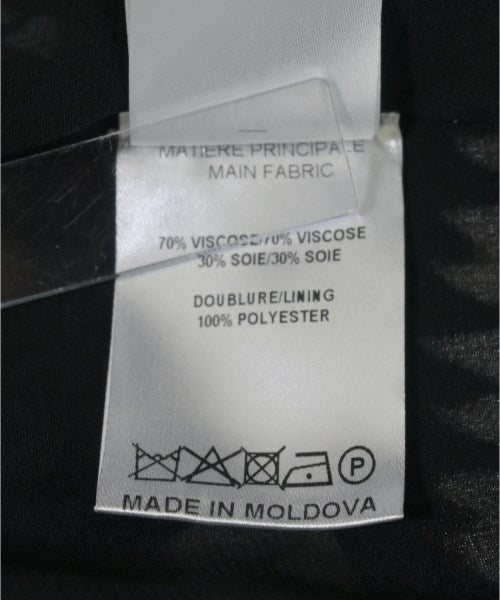 MATIERE PRINCIPALE
MAIN FABRIC
70% VISCOSE/70% VISCOSE
30% SOIE/30% SOIE
DOUBLURE/LINING
100% POLYESTER
P
MADE IN MOLDOVA